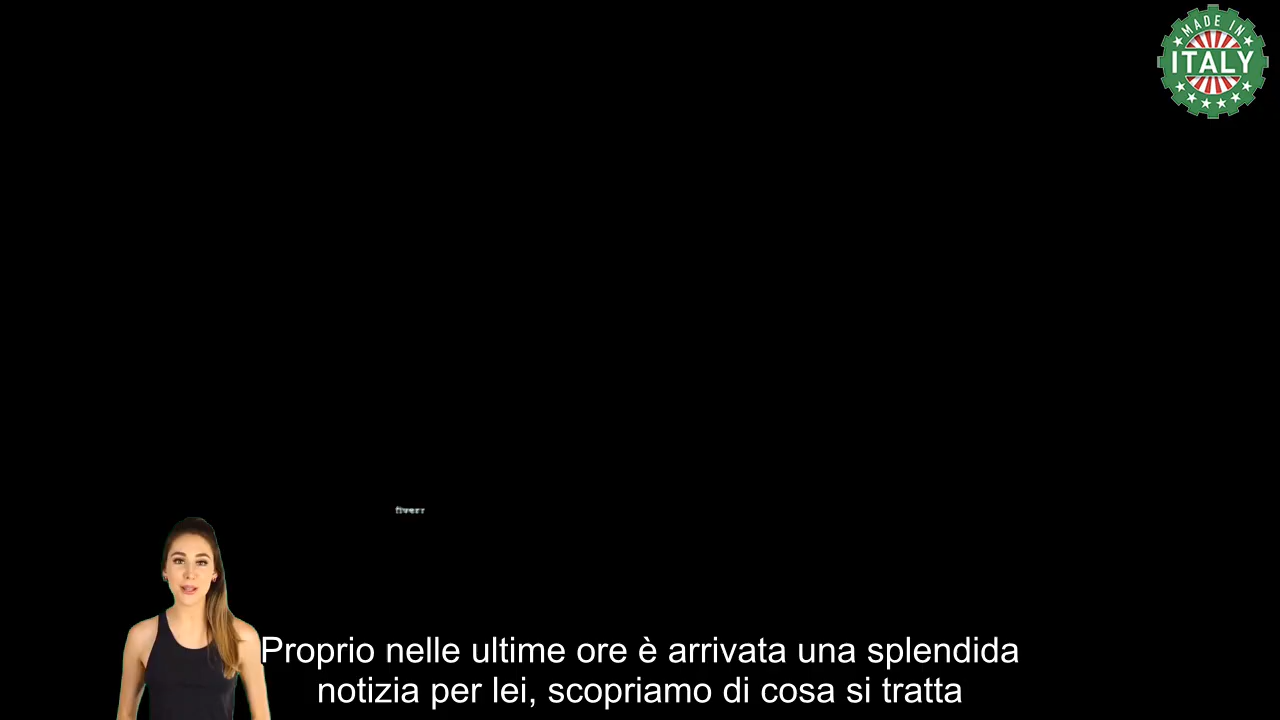 MADE IN
ITALY
fiverr
Proprio nelle ultime ore è arrivata una splendida
notizia per lei, scopriamo di cosa si tratta